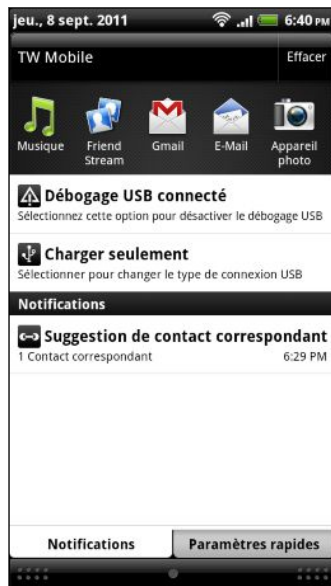 jeu., 8 sept. 2011 6:40 PM
TW Mobile Effacer
Musique Friend Stream Gmail E-Mail Appareil photo
Débogage USB connecté
Sélectionnez cette option pour désactiver le débogage USB
Charger seulement
Sélectionner pour changer le type de connexion USB
Notifications
Suggestion de contact correspondant
1 Contact correspondant 6:29 PM
Notifications Paramètres rapides